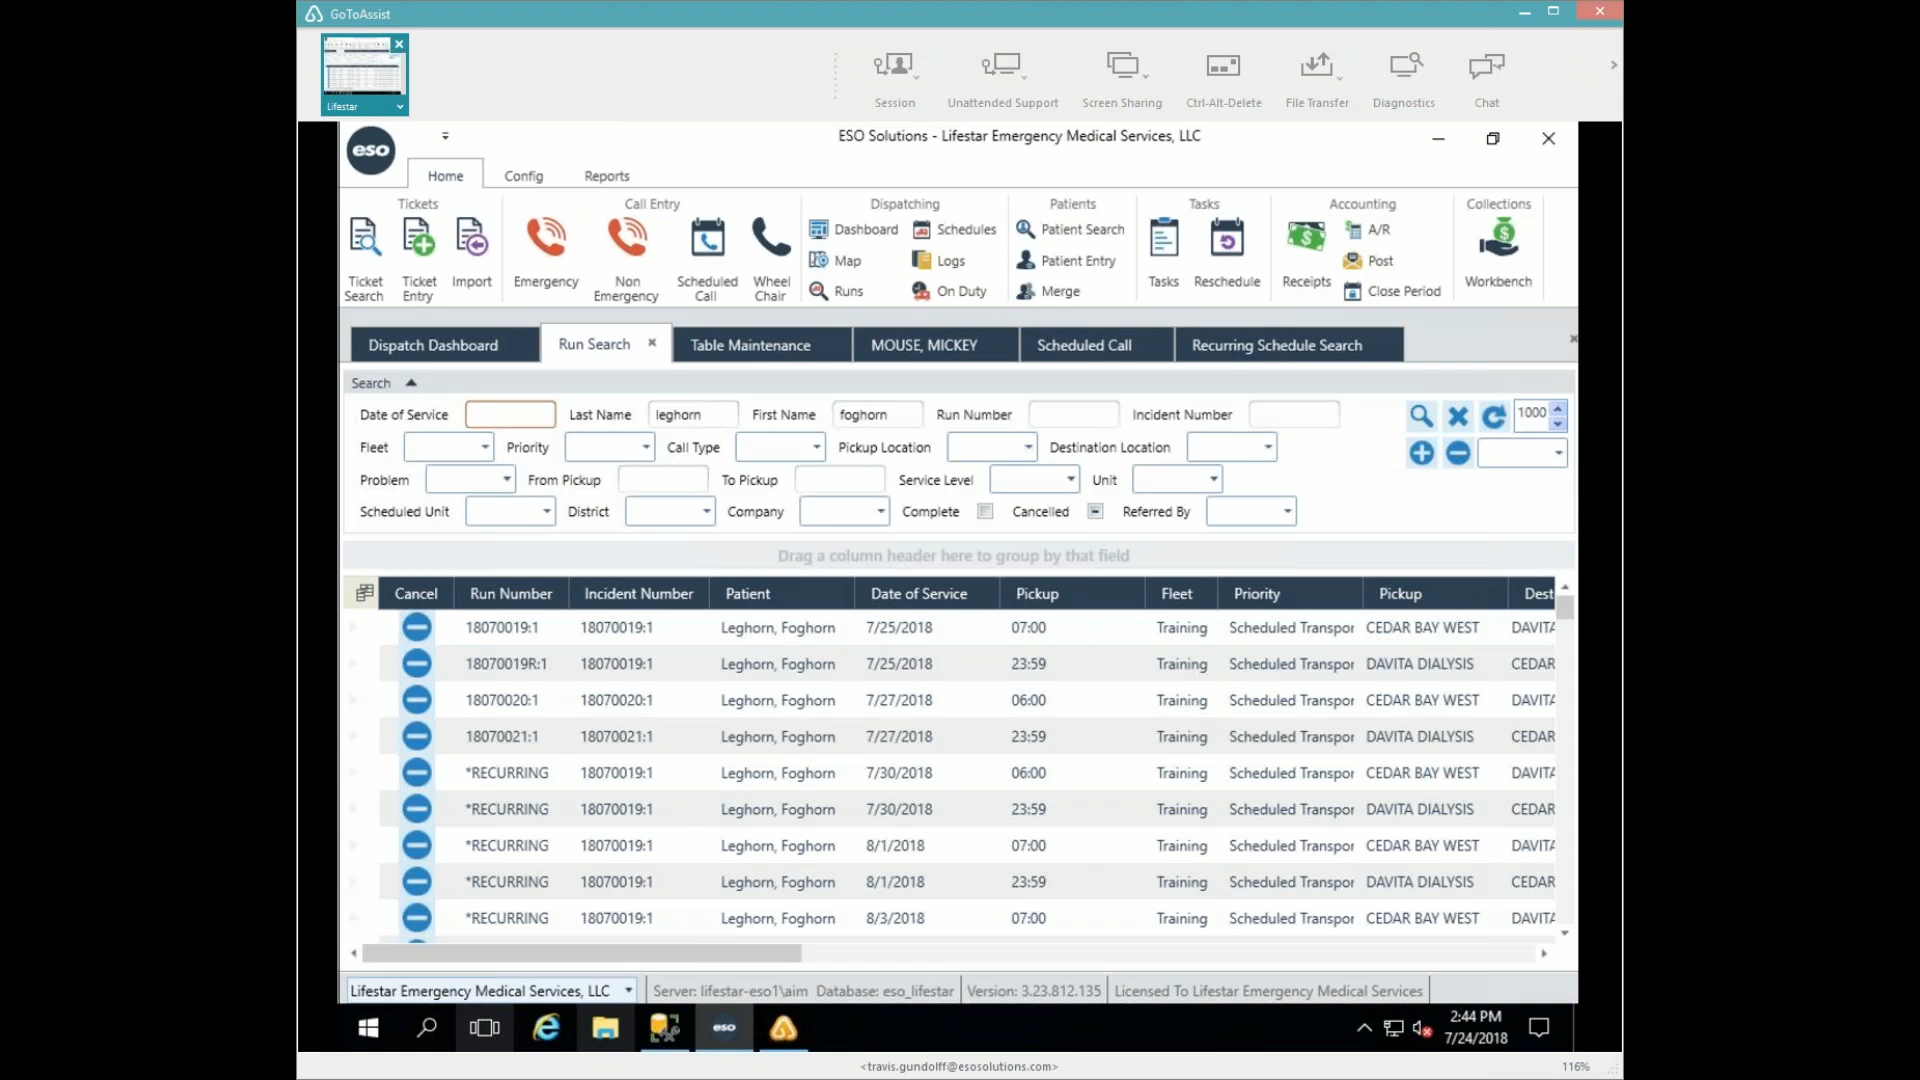 GoToAssist
Lifestar
Session
Unattended Support
Screen Sharing
Ctrl-Alt-Delete
File Transfer
Diagnostics
Chat
eso
ESO Solutions - Lifestar Emergency Medical Services, LLC
Home Config Reports
Tickets Call Entry Dispatching Patients Tasks Accounting Collections
Ticket Search
Ticket Entry
Import
Emergency
Non Emergency
Scheduled Call
Wheel Chair
Dashboard Schedules
Map Logs
Runs On Duty
Patient Search
Patient Entry
Merge
Tasks
Reschedule
Receipts
A/R
Post
Close Period
Workbench
Dispatch Dashboard Run Search Table Maintenance MOUSE, MICKEY Scheduled Call Recurring Schedule Search
Search
Date of Service Last Name leghorn First Name foghorn Run Number Incident Number 1000
Fleet Priority Call Type Pickup Location Destination Location
Problem From Pickup To Pickup Service Level Unit
Scheduled Unit District Company Complete Cancelled Referred By
Drag a column header here to group by that field
Cancel Run Number Incident Number Patient Date of Service Pickup Fleet Priority Pickup Dest
18070019:1 18070019:1 Leghorn, Foghorn 7/25/2018 07:00 Training Scheduled Transpor CEDAR BAY WEST DAVITA
18070019R:1 18070019:1 Leghorn, Foghorn 7/25/2018 23:59 Training Scheduled Transpor DAVITA DIALYSIS CEDAR
18070020:1 18070020:1 Leghorn, Foghorn 7/27/2018 06:00 Training Scheduled Transpor CEDAR BAY WEST DAVITA
18070021:1 18070021:1 Leghorn, Foghorn 7/27/2018 23:59 Training Scheduled Transpor DAVITA DIALYSIS CEDAR
*RECURRING 18070019:1 Leghorn, Foghorn 7/30/2018 06:00 Training Scheduled Transpor CEDAR BAY WEST DAVITA
*RECURRING 18070019:1 Leghorn, Foghorn 7/30/2018 23:59 Training Scheduled Transpor DAVITA DIALYSIS CEDAR
*RECURRING 18070019:1 Leghorn, Foghorn 8/1/2018 07:00 Training Scheduled Transpor CEDAR BAY WEST DAVITA
*RECURRING 18070019:1 Leghorn, Foghorn 8/1/2018 23:59 Training Scheduled Transpor DAVITA DIALYSIS CEDAR
*RECURRING 18070019:1 Leghorn, Foghorn 8/3/2018 07:00 Training Scheduled Transpor CEDAR BAY WEST DAVITA
Lifestar Emergency Medical Services, LLC Server: lifestar-eso1\aim Database: eso_lifestar Version: 3.23.812.135 Licensed To Lifestar Emergency Medical Services
eso
2:44 PM
7/24/2018
<travis.gundolff@esosolutions.com> 116%